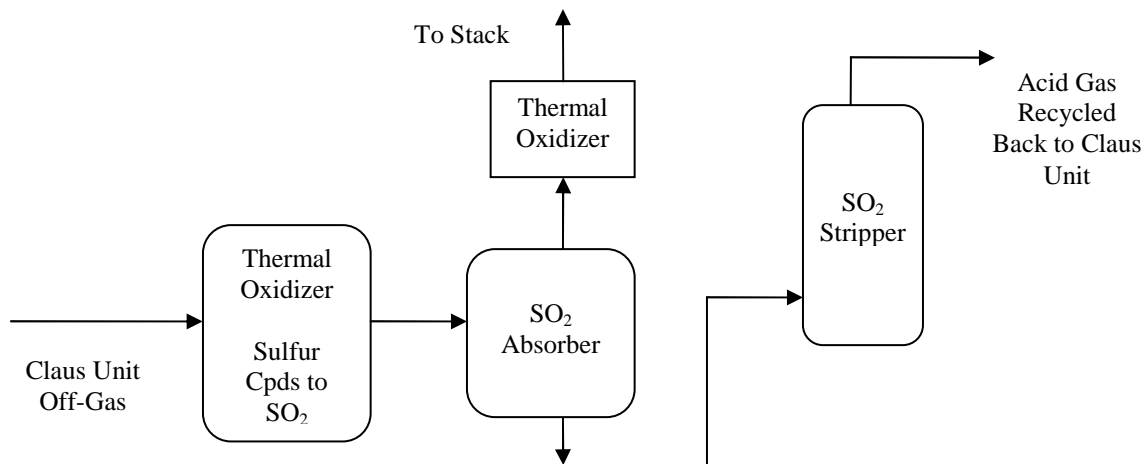 To Stack
Thermal
Oxidizer
Acid Gas
Recycled
Back to Claus
Unit
SO₂
Stripper
Thermal
Oxidizer
Sulfur
Cpds to
SO₂
SO₂
Absorber
Claus Unit
Off-Gas